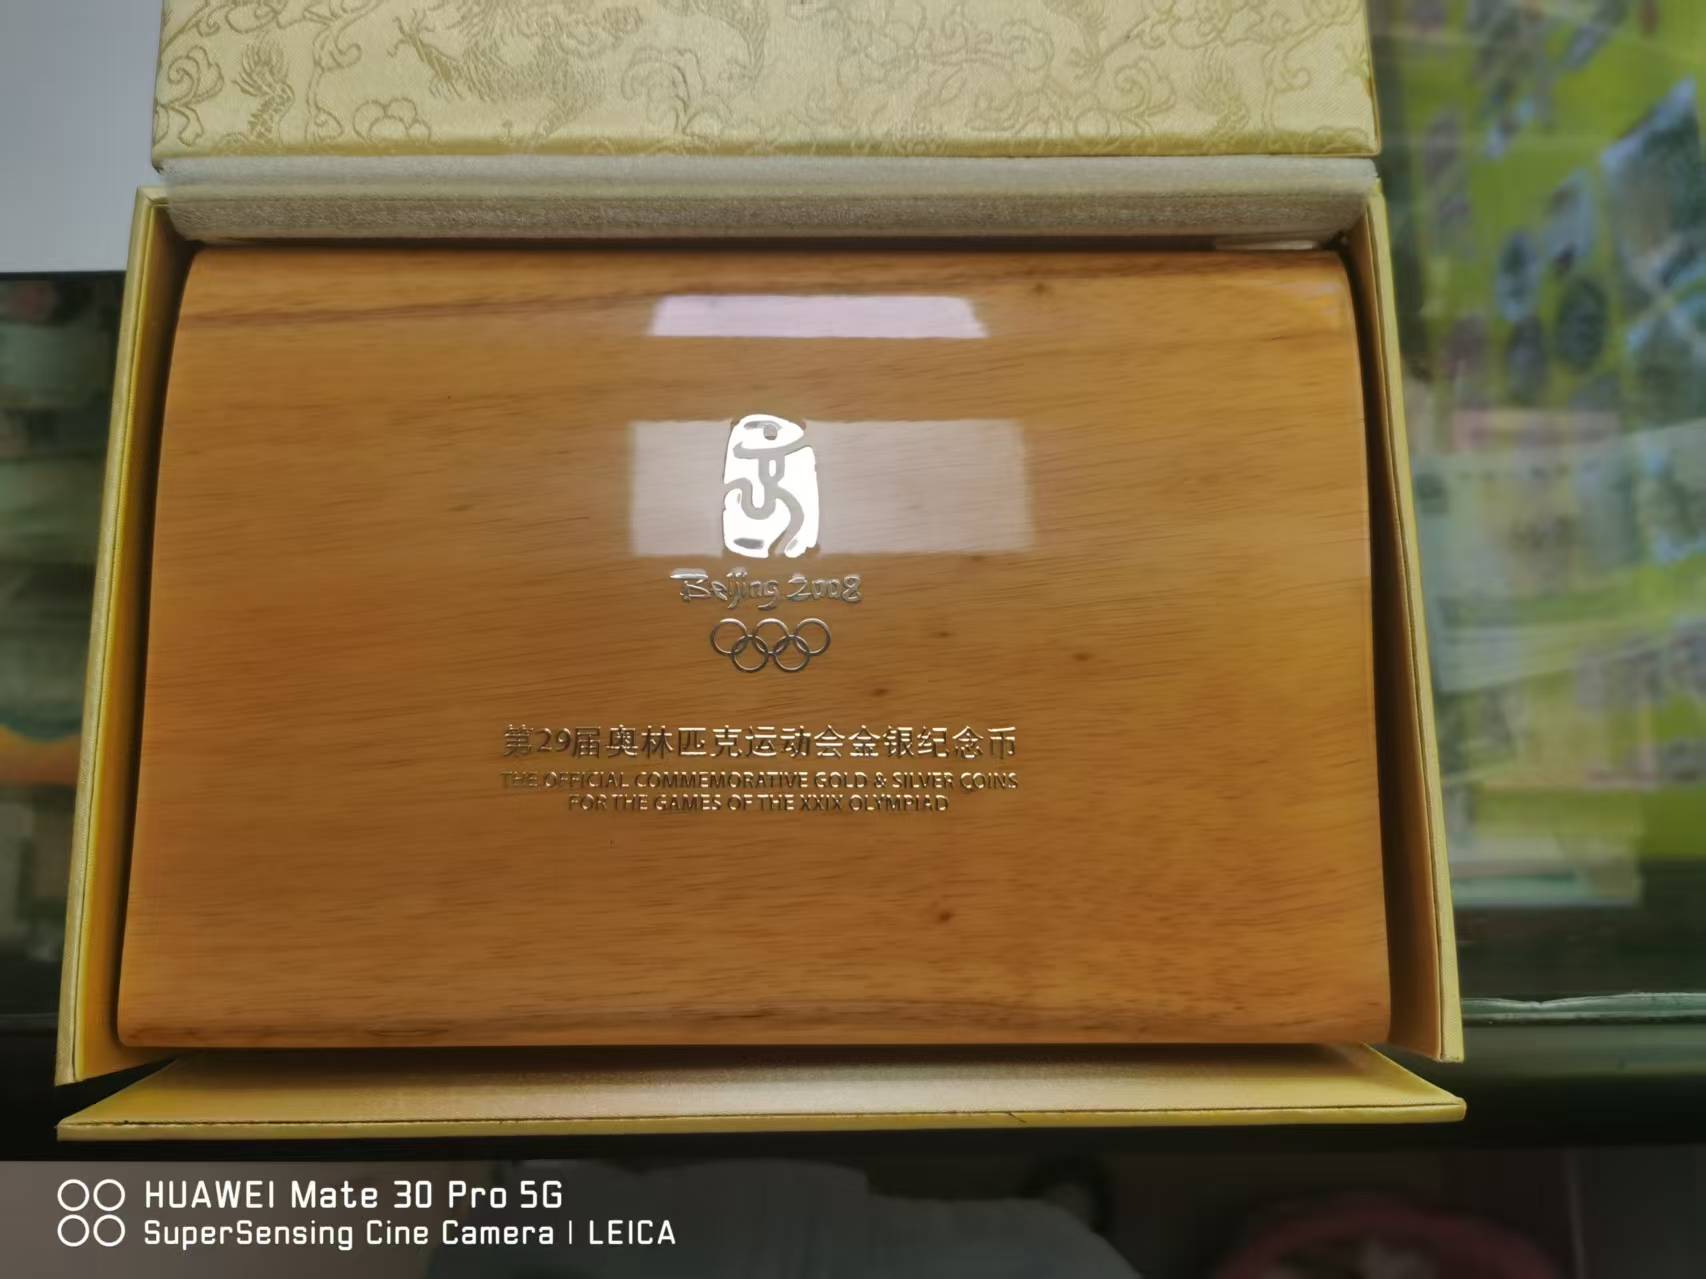 Beijing 2008
第29届奥林匹克运动会金银纪念币
THE OFFICIAL COMMEMORATIVE GOLD & SILVER COINS
FOR THE GAMES OF THE XXIX OLYMPIAD
HUAWEI Mate 30 Pro 5G
SuperSensing Cine Camera | LEICA